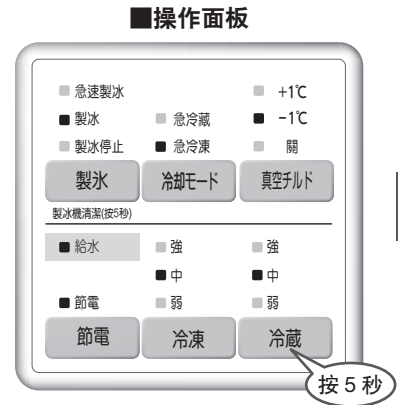 ■操作面板
急速製氷 +1℃
製氷 急冷藏 -1℃
製氷停止 急冷凍 關
製氷 冷却モード 真空チルド
製冰機清潔(按5秒)
給水 強 強
中 中
節電 弱 弱
節電 冷凍 冷蔵
按5秒